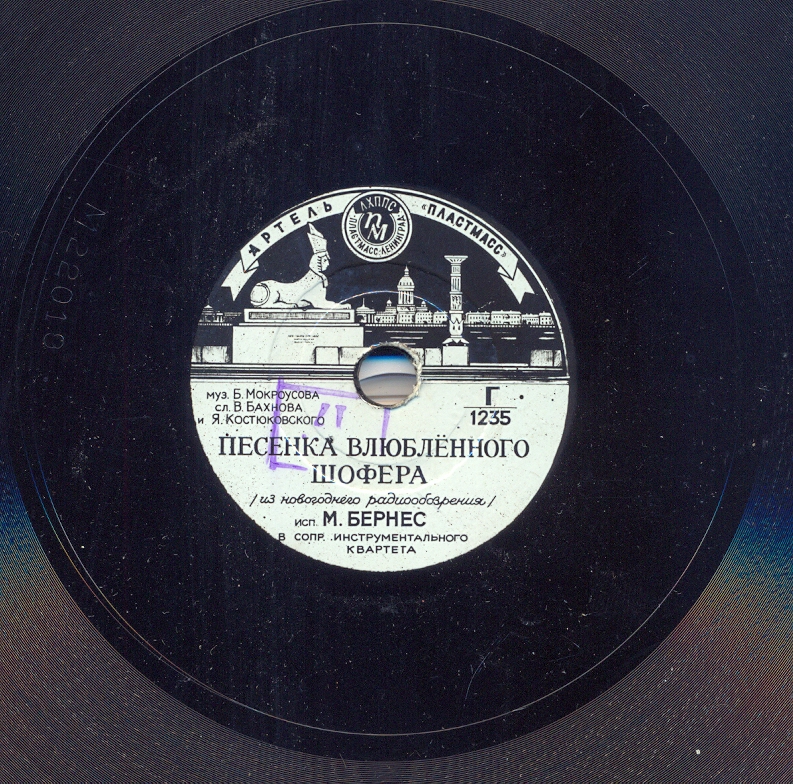 АРТЕЛЬ «ПЛАСТМАСС»
ЛХППС
ПМ
ПЛАСТМАСС·ЛЕНИНГРАД
муз. Б. Мокроусова
сл. В. Бахнова
и Я. Костюковского
Г
1235
ПЕСЕНКА ВЛЮБЛЁННОГО
ШОФЕРА
/из новогоднего радиообозрения/
исп. М. БЕРНЕС
В СОПР. ИНСТРУМЕНТАЛЬНОГО
КВАРТЕТА
М22018